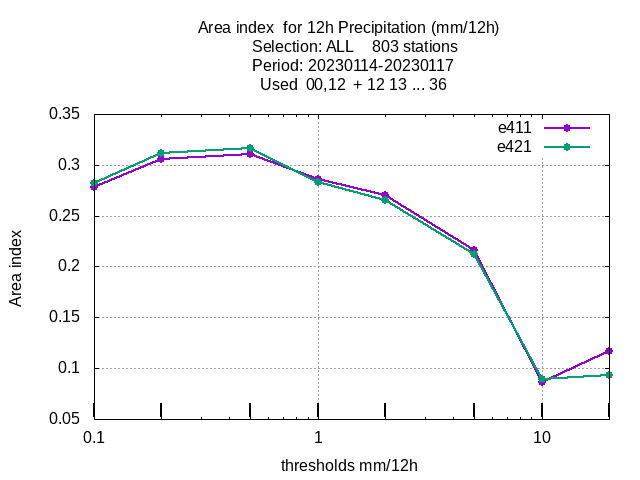 Area index  for 12h Precipitation (mm/12h)
Selection: ALL    803 stations
Period: 20230114-20230117
Used  00,12  + 12 13 ... 36
0.35
e411
e421
0.3
0.25
Area index
0.2
0.15
0.1
0.05
0.1 1 10
thresholds mm/12h